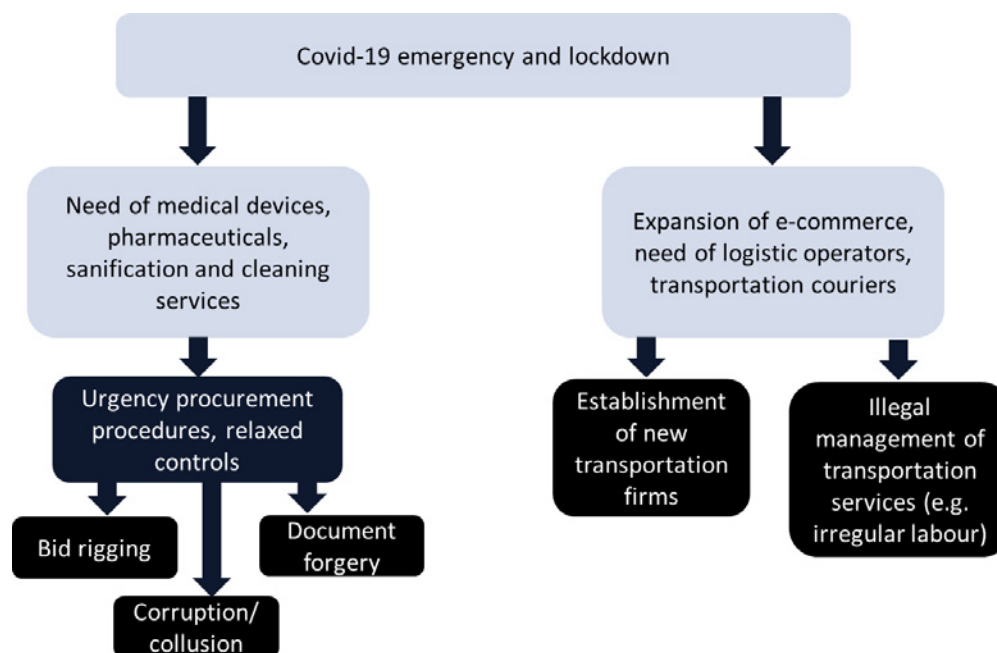 Covid-19 emergency and lockdown
Need of medical devices,
pharmaceuticals,
sanification and cleaning
services
Expansion of e-commerce,
need of logistic operators,
transportation couriers
Urgency procurement
procedures, relaxed
controls
Establishment
of new
transportation
firms
Illegal
management of
transportation
services (e.g.
irregular labour)
Bid rigging
Document
forgery
Corruption/
collusion